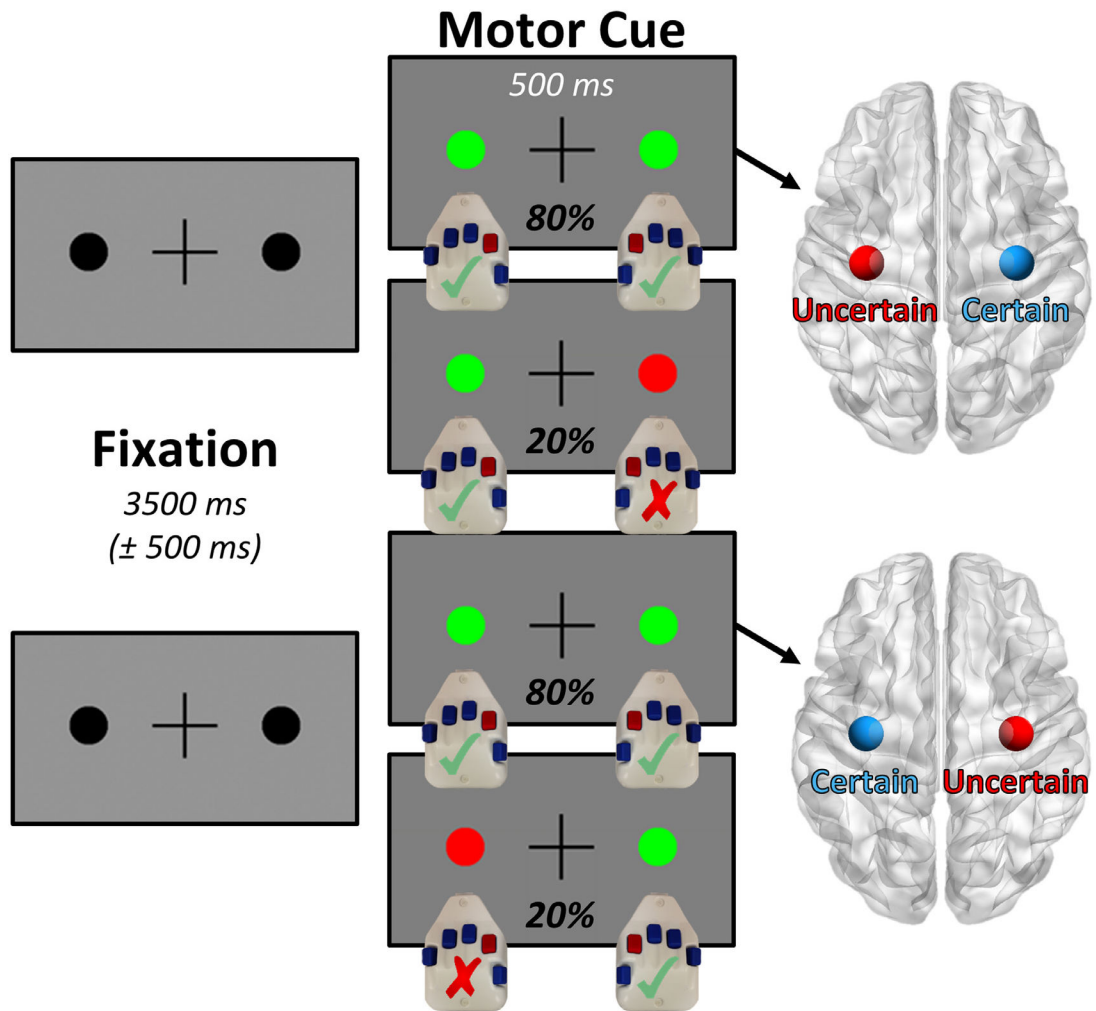 Motor Cue
500 ms
80%
Uncertain
Certain
20%
Fixation
3500 ms
(± 500 ms)
80%
Certain
Uncertain
20%